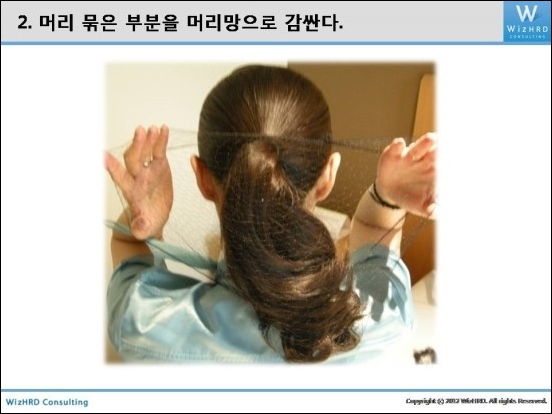 2. 머리 묶은 부분을 머리망으로 감싼다.
W
WIZHRD
CONSULTING
WizHRD Consulting
Copyright ⓒ 2012 WizHRD. All rights Reserved.